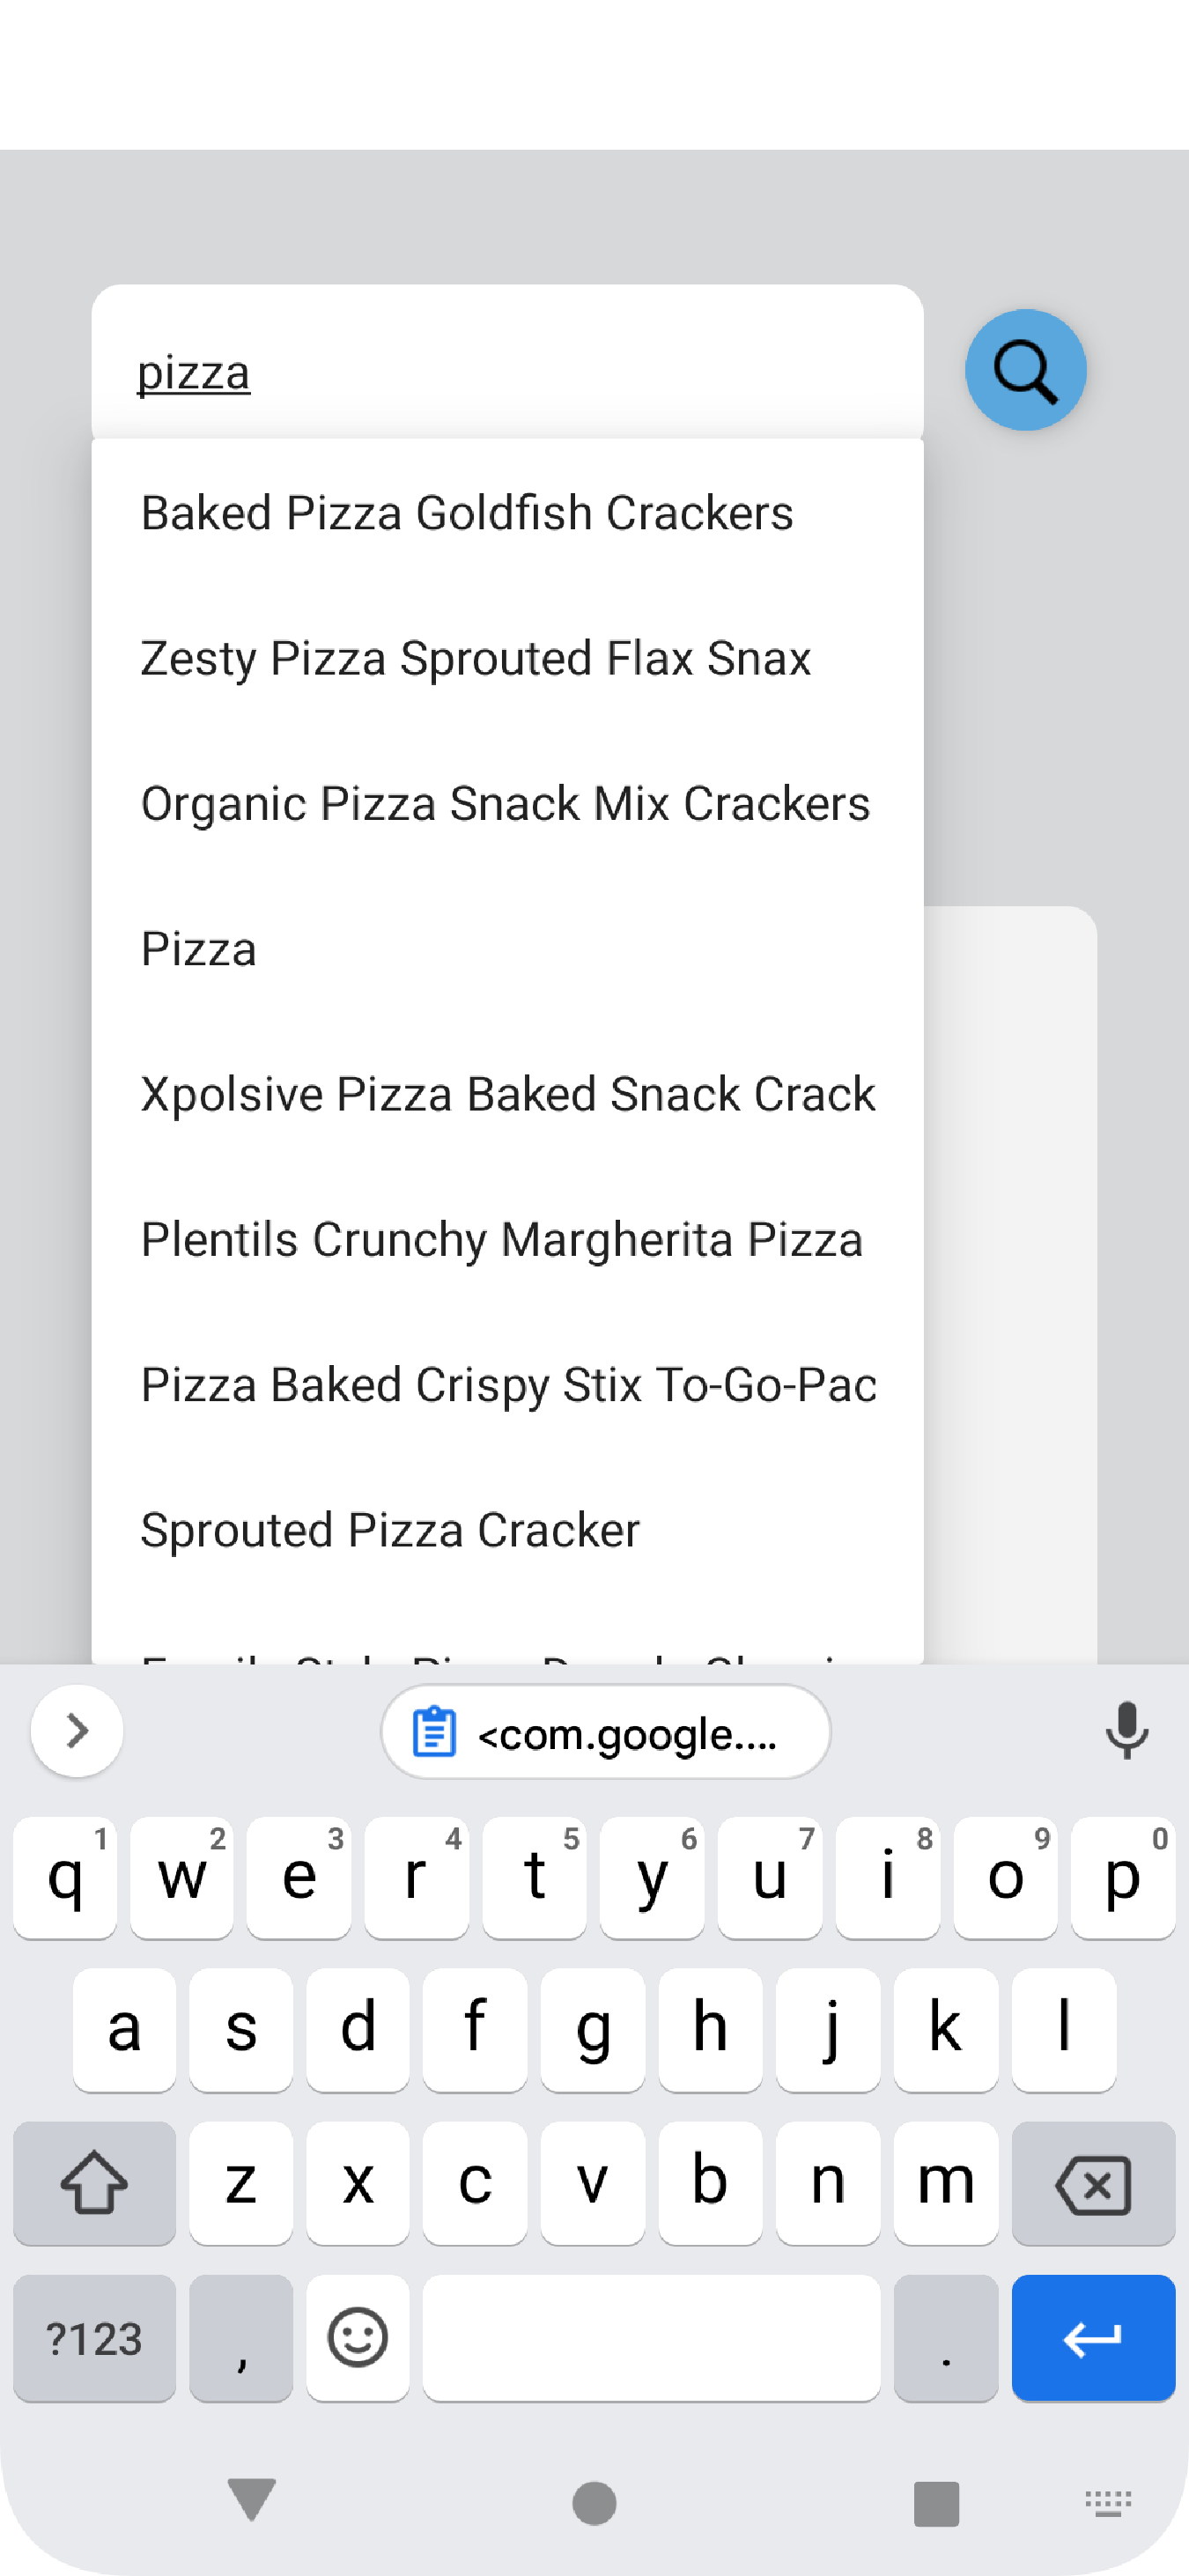 pizza
Baked Pizza Goldfish Crackers
Zesty Pizza Sprouted Flax Snax
Organic Pizza Snack Mix Crackers
Pizza
Xpolsive Pizza Baked Snack Crack
Plentils Crunchy Margherita Pizza
Pizza Baked Crispy Stix To-Go-Pac
Sprouted Pizza Cracker
<com.google....
1 2 3 4 5 6 7 8 9 0
q w e r t y u i o p
a s d f g h j k l
z x c v b n m
?123 , .